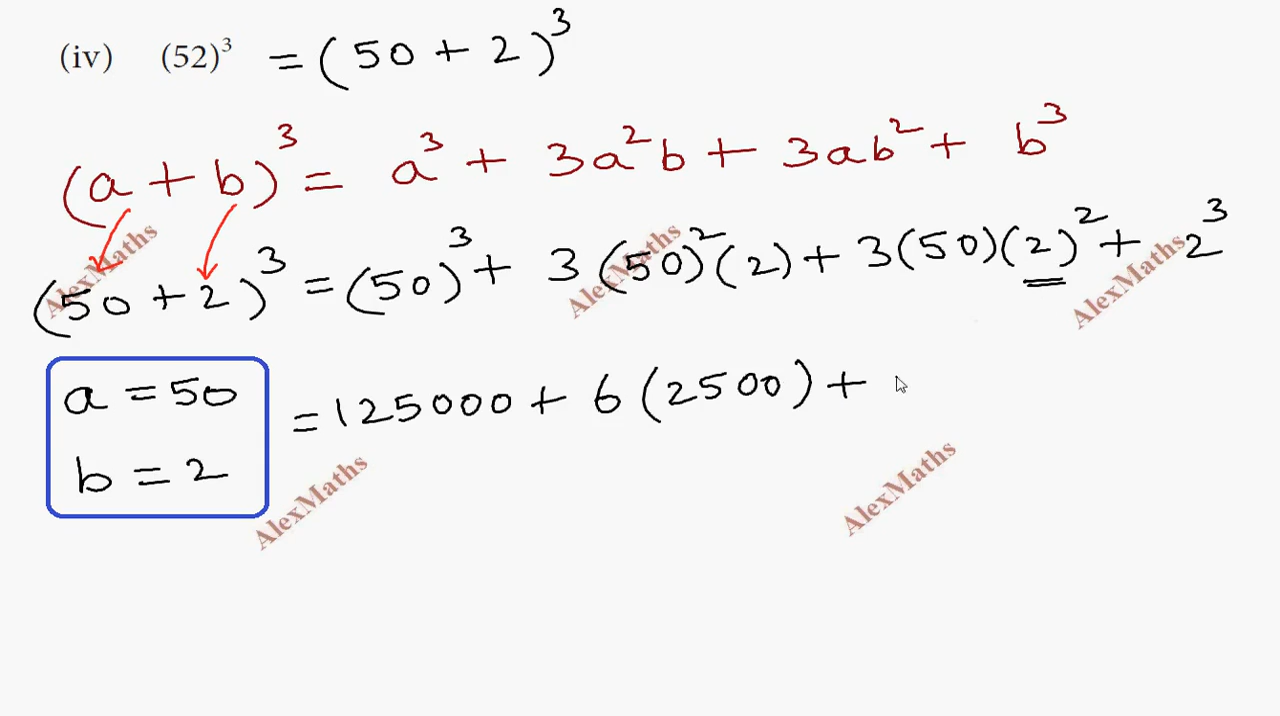 (iv) (52)³ = (50 + 2)³
(a + b)³ = a³ + 3a²b + 3ab² + b³
(50 + 2)³ = (50)³ + 3(50)²(2) + 3(50)(2)² + 2³
AlexMaths AlexMaths AlexMaths
a = 50
= 125000 + 6(2500) +
b = 2
AlexMaths AlexMaths